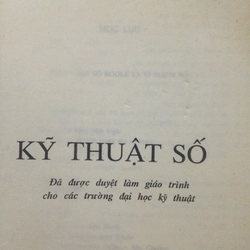 KỸ THUẬT SỐ
Đã được duyệt làm giáo trình
cho các trường đại học kỹ thuật